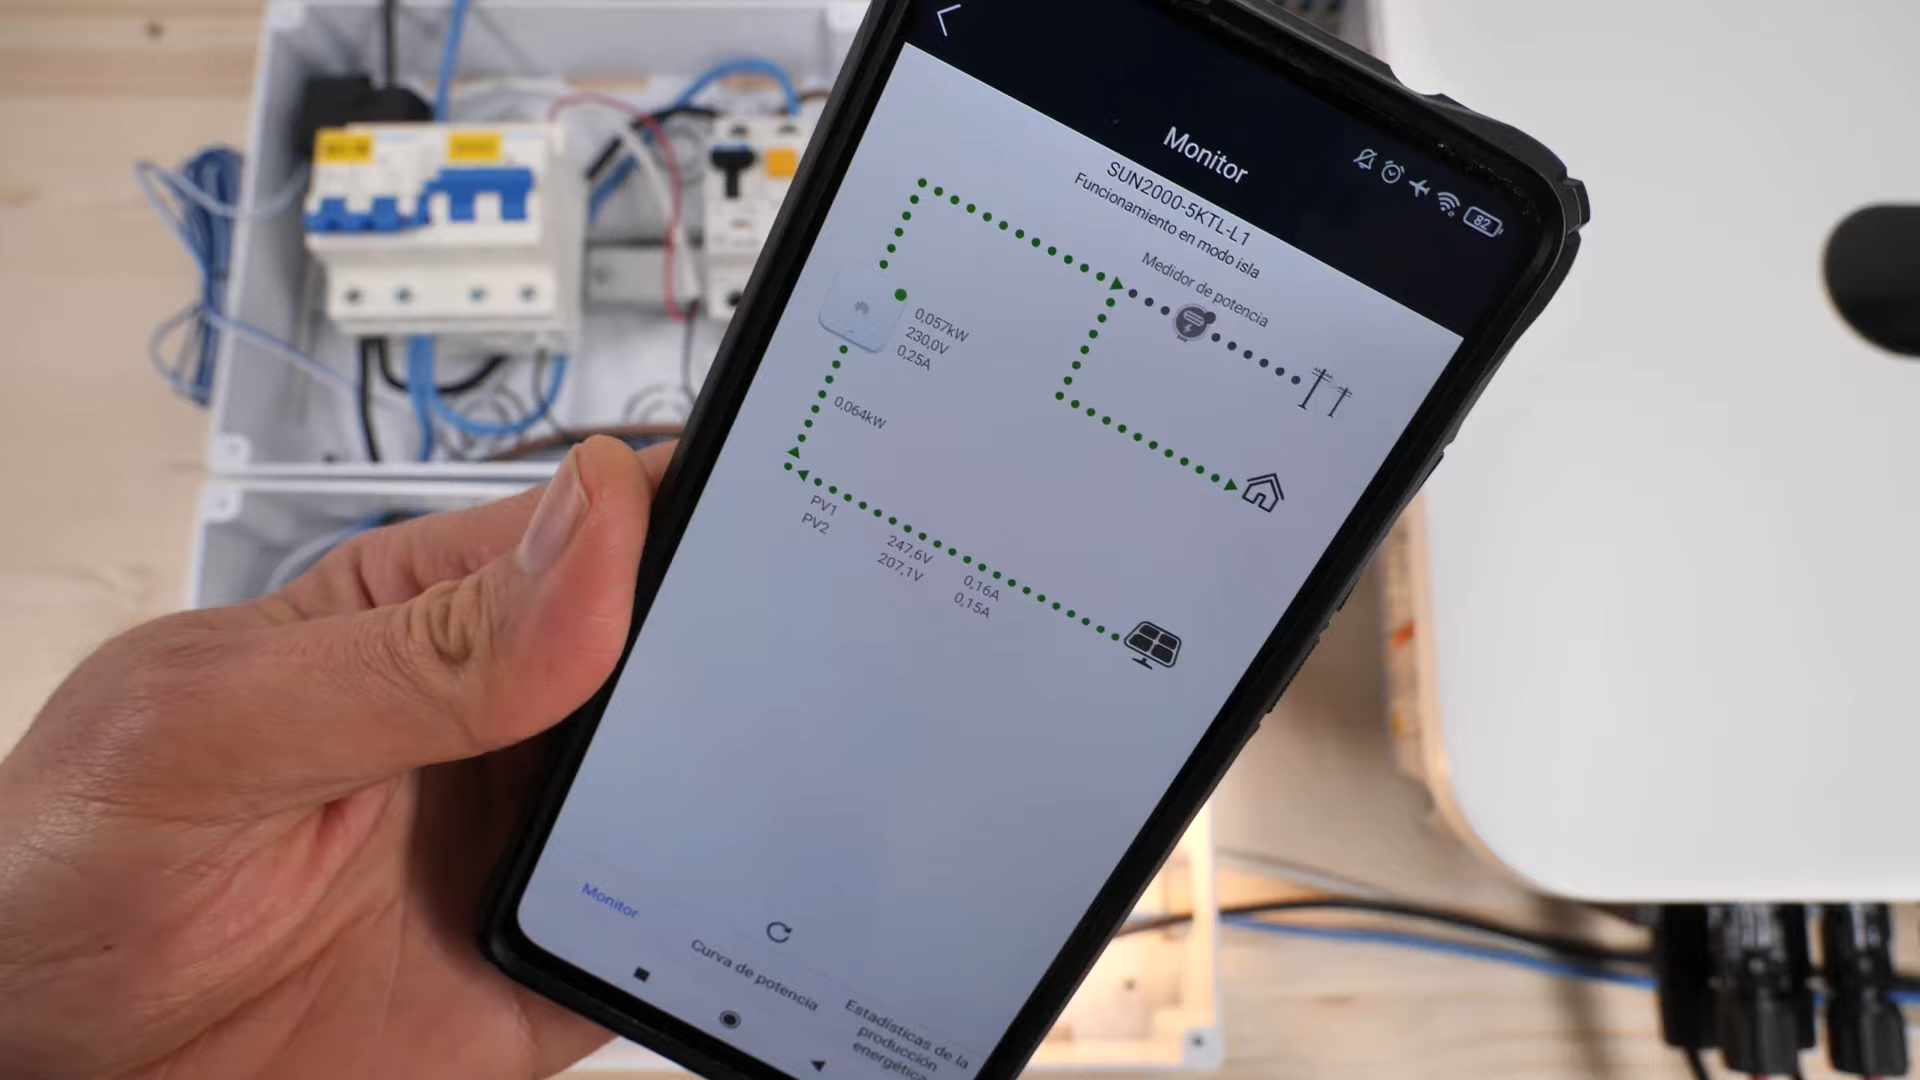 Monitor
82
SUN2000-5KTL-L1
Funcionamiento en modo isla
Medidor de potencia
0,057kW
230,0V
0,25A
0,064kW
PV1 247,6V 0,16A
PV2 207,1V 0,15A
Monitor
Curva de potencia
Estadísticas de la
producción
energética